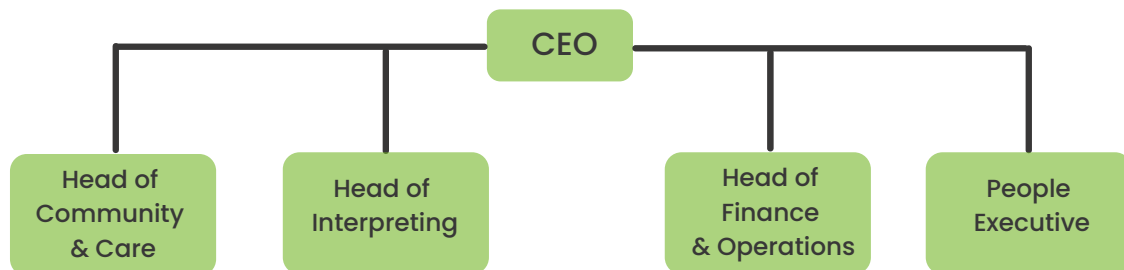 CEO
Head of
Community
& Care
Head of
Interpreting
Head of
Finance
& Operations
People
Executive